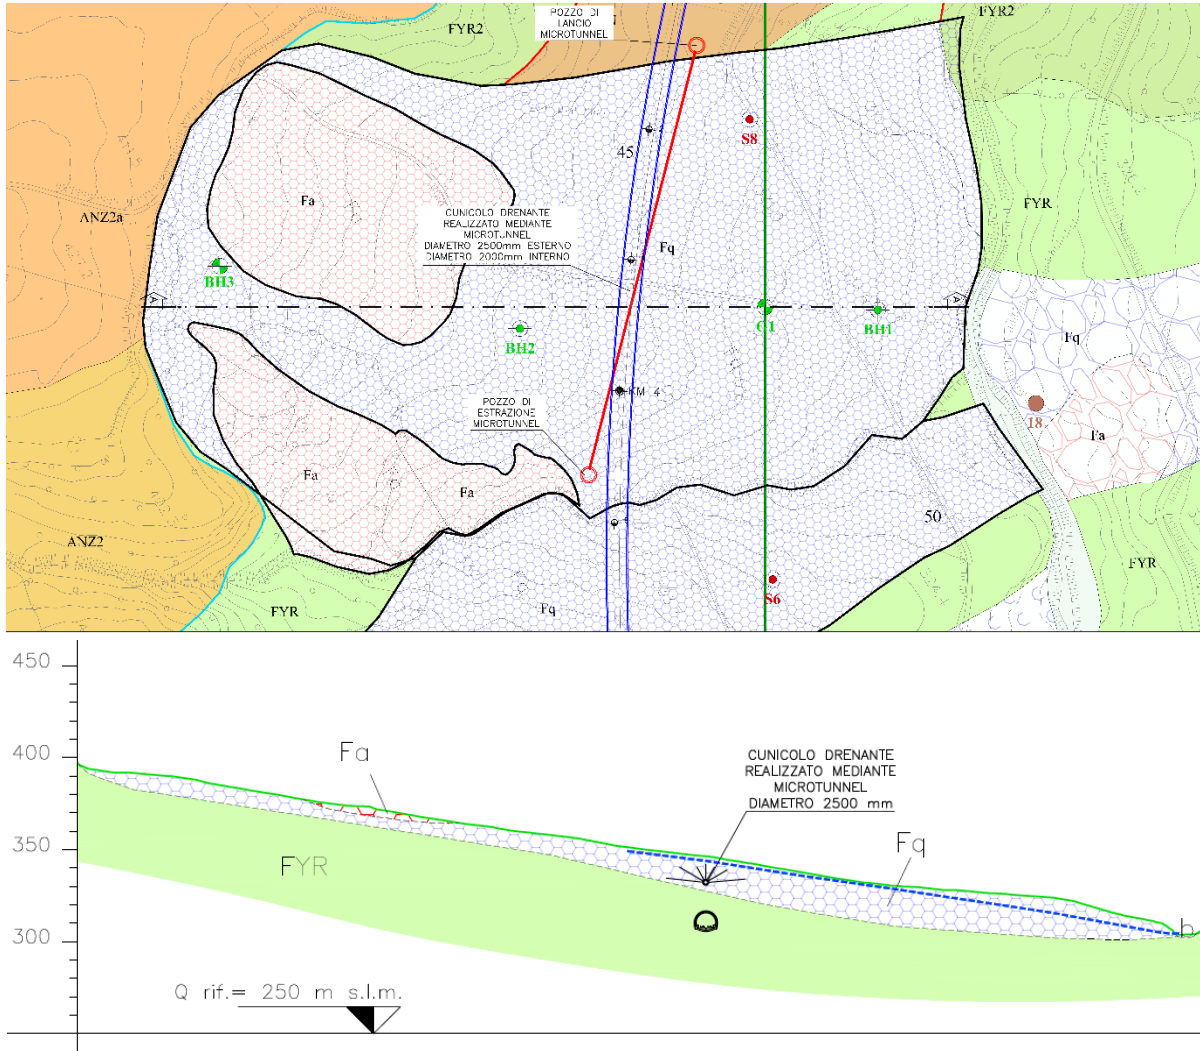 POZZO DI
LANCIO
MICROTUNNEL
FYR2
FYR2
S8
45
Fa
ANZ2a
FYR
CUNICOLO DRENANTE
REALIZZATO MEDIANTE
MICROTUNNEL
DIAMETRO 2500mm ESTERNO
DIAMETRO 2000mm INTERNO
Fq
BH3
A
A
BH2
BH1
Fq
KM 4
POZZO DI
ESTRAZIONE
MICROTUNNEL
18
Fa
Fa
Fa
50
ANZ2
FYR
S6
FYR
Fq
450
400
350
300
Fa
CUNICOLO DRENANTE
REALIZZATO MEDIANTE
MICROTUNNEL
DIAMETRO 2500 mm
Fq
FYR
b
Q rif.= 250 m s.l.m.